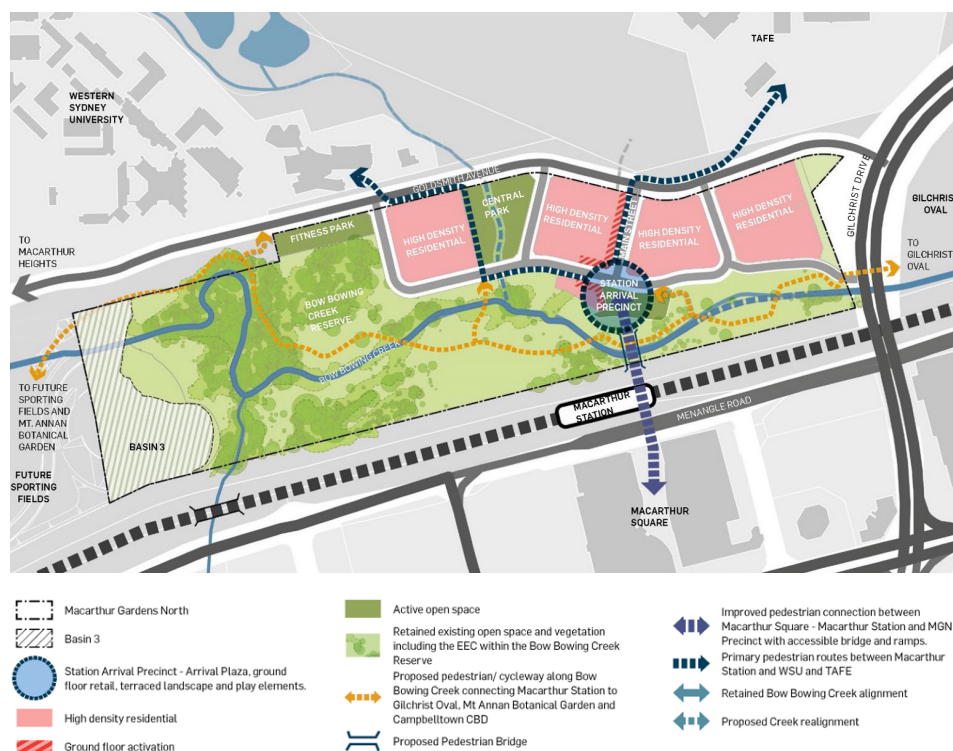 TAFE
WESTERN
SYDNEY
UNIVERSITY
GOLDSMITH AVENUE
GILCHRIST DRIVE
GILCHRIS
OVAL
CENTRAL
PARK
MAIN STREET
HIGH DENSITY
RESIDENTIAL
HIGH DENSITY
RESIDENTIAL
HIGH DENSITY
RESIDENTIAL
HIGH DENSITY
RESIDENTIAL
FITNESS PARK
TO
MACARTHUR
HEIGHTS
TO
GILCHRIST
OVAL
BOW BOWING
CREEK
RESERVE
STATION
ARRIVAL
PRECINCT
BOW BOWING CREEK
TO FUTURE
SPORTING
FIELDS AND
MT. ANNAN
BOTANICAL
GARDEN
MACARTHUR
STATION
MENANGLE ROAD
BASIN 3
FUTURE
SPORTING
FIELDS
MACARTHUR
SQUARE
Macarthur Gardens North
Basin 3
Station Arrival Precinct - Arrival Plaza, ground
floor retail, terraced landscape and play elements.
High density residential
Ground floor activation
Active open space
Retained existing open space and vegetation
including the EEC within the Bow Bowing Creek
Reserve
Proposed pedestrian/ cycleway along Bow
Bowing Creek connecting Macarthur Station to
Gilchrist Oval, Mt Annan Botanical Garden and
Campbelltown CBD
Proposed Pedestrian Bridge
Improved pedestrian connection between
Macarthur Square - Macarthur Station and MGN
Precinct with accessible bridge and ramps.
Primary pedestrian routes between Macarthur
Station and WSU and TAFE
Retained Bow Bowing Creek alignment
Proposed Creek realignment